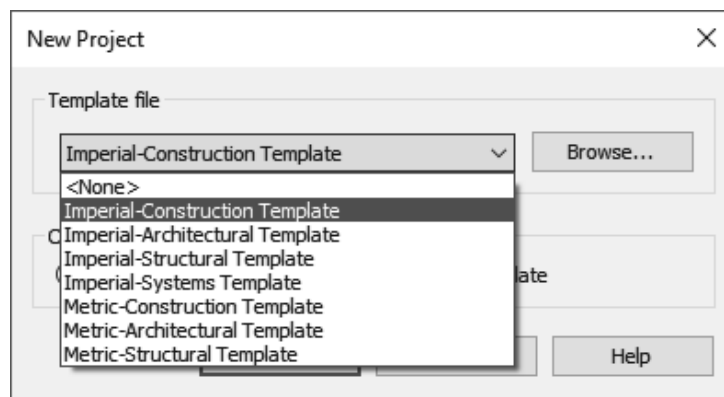 New Project
Template file
Imperial-Construction Template
Browse...
<None>
Imperial-Construction Template
Imperial-Architectural Template
Imperial-Structural Template
Imperial-Systems Template
Metric-Construction Template
Metric-Architectural Template
Metric-Structural Template
Help